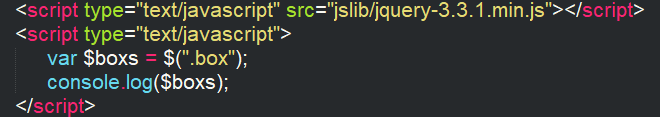 <script type="text/javascript" src="jslib/jquery-3.3.1.min.js"></script>
<script type="text/javascript">
var $boxs = $(".box");
console.log($boxs);
</script>